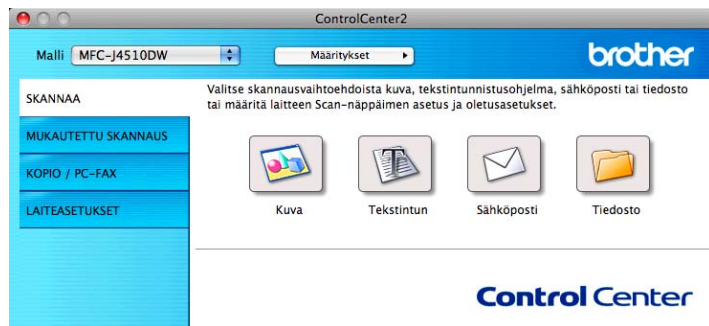 ControlCenter2
Malli MFC-J4510DW Määritykset brother
SKANNAA
Valitse skannausvaihtoehdoista kuva, tekstintunnistusohjelma, sähköposti tai tiedosto
tai määritä laitteen Scan-näppäimen asetus ja oletusasetukset.
MUKAUTETTU SKANNAUS
KOPIO / PC-FAX
LAITEASETUKSET
Kuva Tekstintun Sähköposti Tiedosto
Control Center